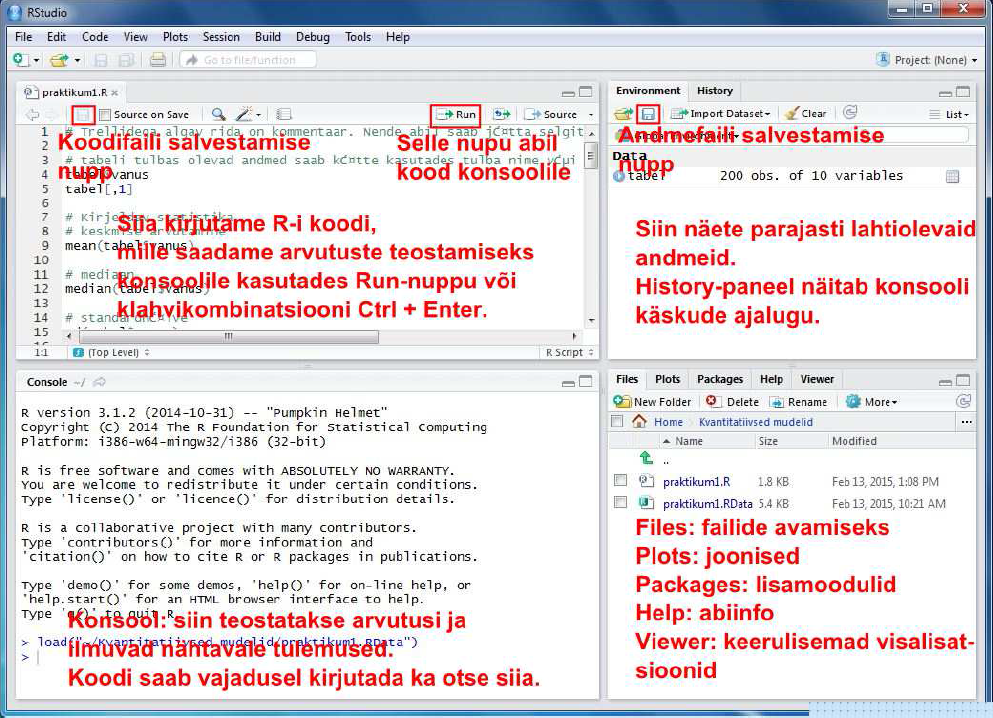 RStudio
File Edit Code View Plots Session Build Debug Tools Help
Go to file/function
Project: (None)
praktikum1.R
Source on Save
Run
Source
1 # Trellidega algav rida on kommentaar. Nende abil saab selgit
2
3 # tabeli tulbas olevad andmed saab kasutades tulba nime
4 tabel$vanus
5 tabel[,1]
6
7 # Kirjeldav statistika
8 # keskmise arvutamine
9 mean(tabel$vanus)
10
11 # mediaan
12 median(tabel$vanus)
13
14 #
15
16
Koodifaili salvestamise
nupp
Selle nupu abil
kood konsoolile
Siia kirjutame R-i koodi,
mille saadame arvutuste teostamiseks
konsoolile kasutades Run-nuppu või
klahvikombinatsiooni Ctrl + Enter.
1:1 (Top Level) R Script
Environment History
Import Dataset Clear List
Global Environment
Data
tabel 200 obs. of 10 variables
Andmefaili salvestamise
nupp
Siin näete parajasti lahtiolevaid
andmeid.
History-paneel näitab konsooli
käskude ajalugu.
Console ~/
R version 3.1.2 (2014-10-31) -- "Pumpkin Helmet"
Copyright (C) 2014 The R Foundation for Statistical Computing
Platform: i386-w64-mingw32/i386 (32-bit)
R is free software and comes with ABSOLUTELY NO WARRANTY.
You are welcome to redistribute it under certain conditions.
Type 'license()' or 'licence()' for distribution details.
R is a collaborative project with many contributors.
Type 'contributors()' for more information and
'citation()' on how to cite R or R packages in publications.
Type 'demo()' for some demos, 'help()' for on-line help, or
'help.start()' for an HTML browser interface to help.
Type 'q()' to quit R.
> load("~/Kvantitatiivsed mudelid/praktikum1.RData")
>
Konsool: siin teostatakse arvutusi ja
ilmuvad nähtavale tulemused.
Koodi saab vajadusel kirjutada ka otse siia.
Files Plots Packages Help Viewer
New Folder Delete Rename More
Home Kvantitatiivsed mudelid
Name Size Modified
..
praktikum1.R 1.8 KB Feb 13, 2015, 1:08 PM
praktikum1.RData 5.4 KB Feb 13, 2015, 10:21 AM
Files: failide avamiseks
Plots: joonised
Packages: lisamoodulid
Help: abiinfo
Viewer: keerulisemad visalisat-
sioonid